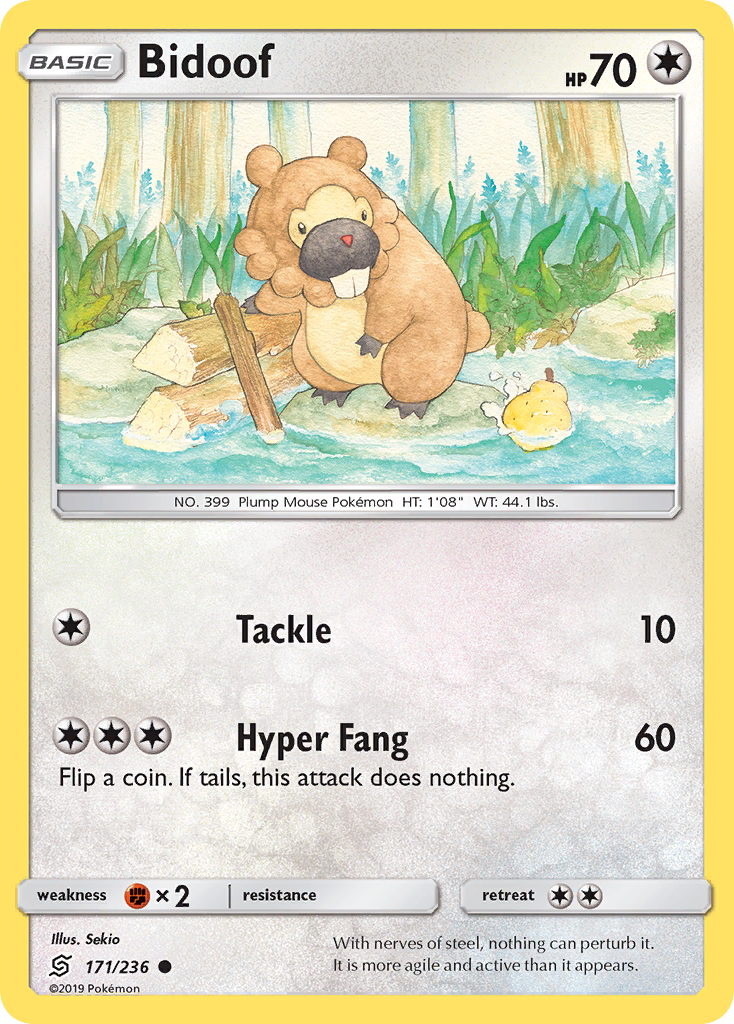 BASIC Bidoof HP70
NO. 399 Plump Mouse Pokémon HT: 1'08" WT: 44.1 lbs.
Tackle 10
Hyper Fang 60
Flip a coin. If tails, this attack does nothing.
weakness ×2 resistance retreat
Illus. Sekio
171/236
©2019 Pokémon
With nerves of steel, nothing can perturb it.
It is more agile and active than it appears.